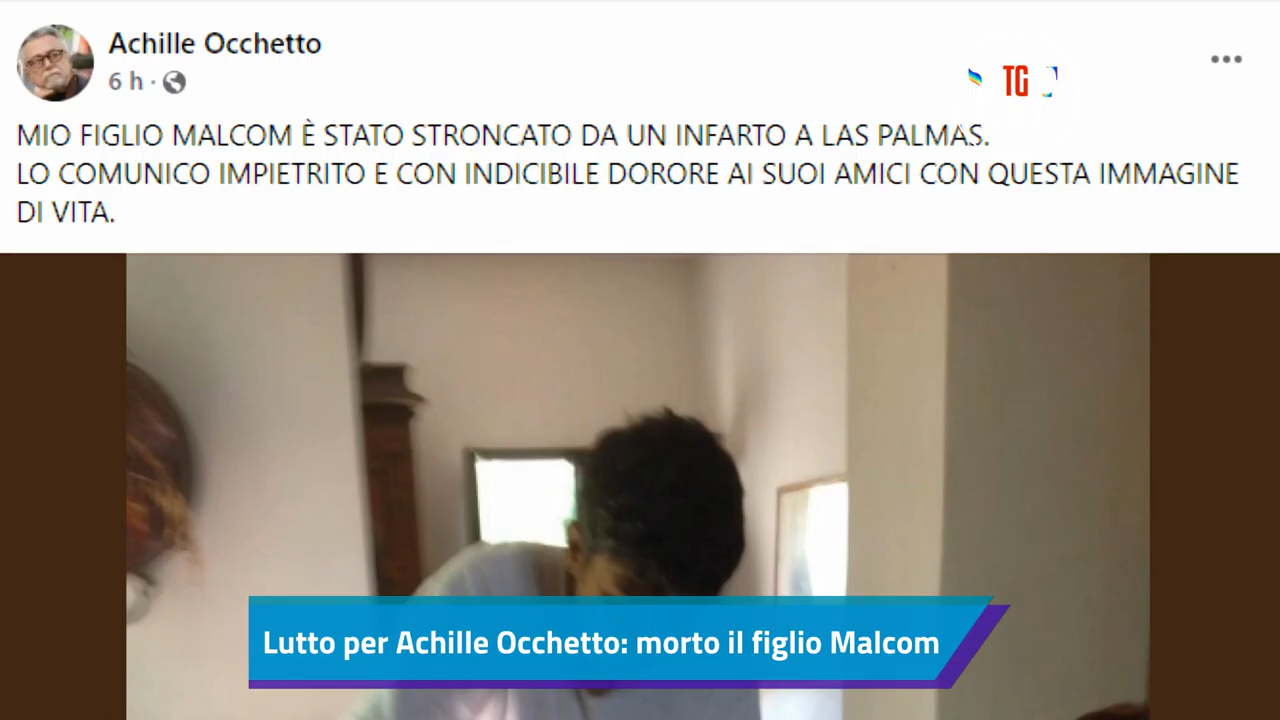 Achille Occhetto
6 h ·
TG
MIO FIGLIO MALCOM È STATO STRONCATO DA UN INFARTO A LAS PALMAS.
LO COMUNICO IMPIETRITO E CON INDICIBILE DORORE AI SUOI AMICI CON QUESTA IMMAGINE
DI VITA.
Lutto per Achille Occhetto: morto il figlio Malcom